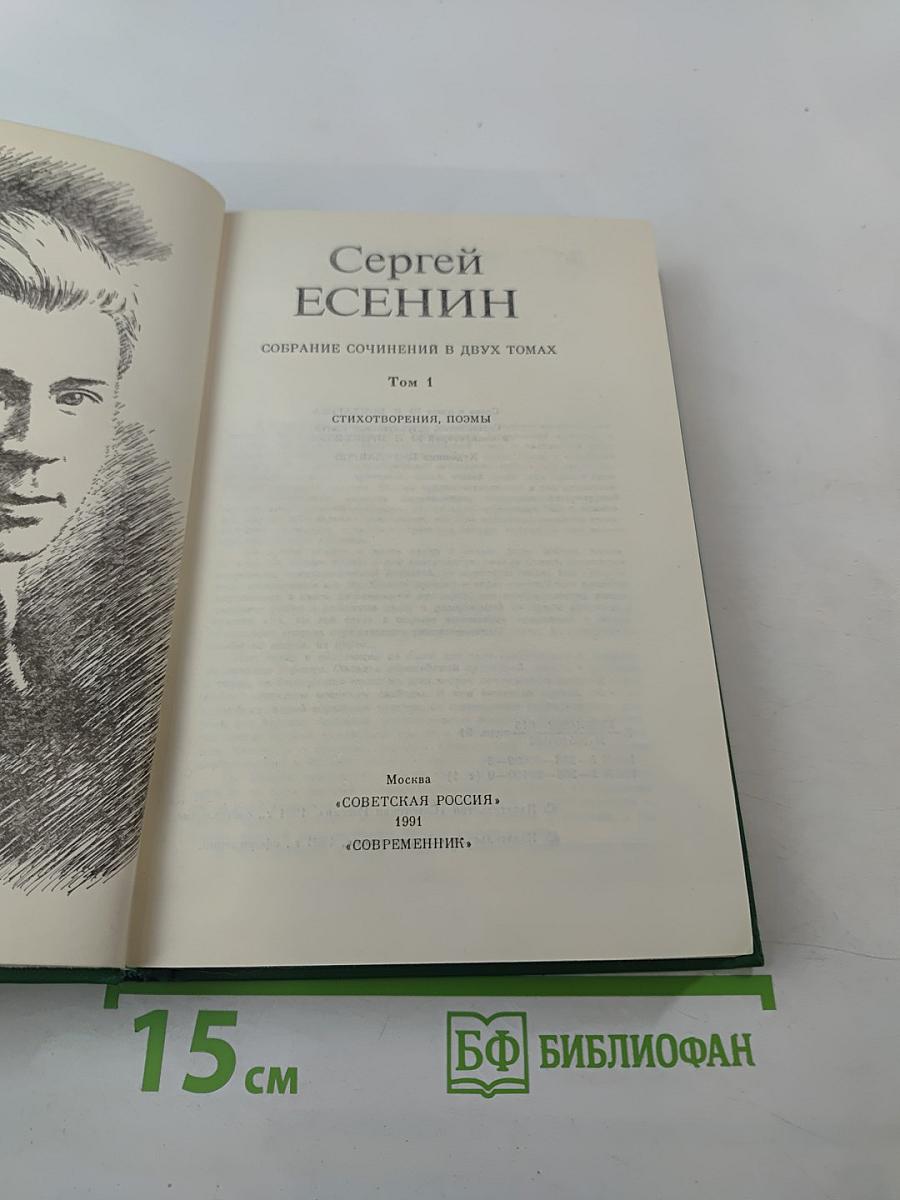 Сергей
ЕСЕНИН
СОБРАНИЕ СОЧИНЕНИЙ В ДВУХ ТОМАХ
Том 1
СТИХОТВОРЕНИЯ, ПОЭМЫ
Москва
«СОВЕТСКАЯ РОССИЯ»
1991
«СОВРЕМЕННИК»
15 см
БФ БИБЛИОФАН